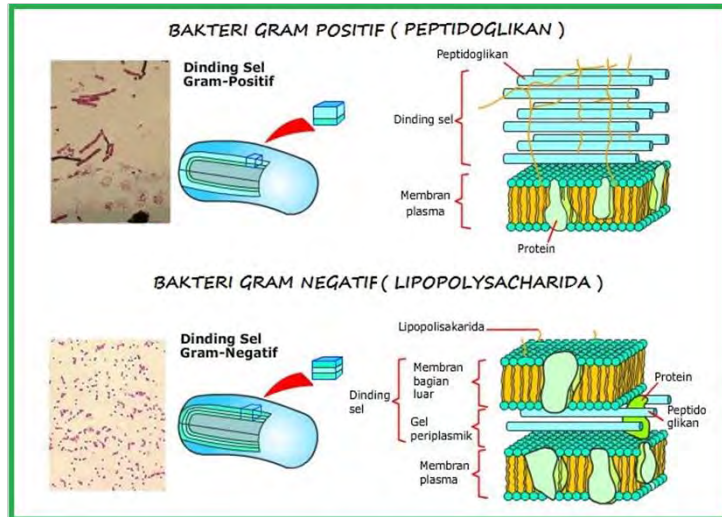 BAKTERI GRAM POSITIF ( PEPTIDOGLIKAN )
Dinding Sel
Gram-Positif
Peptidoglikan
Dinding sel
Membran
plasma
Protein
BAKTERI GRAM NEGATIF ( LIPOPOLYSACHARIDA )
Dinding Sel
Gram-Negatif
Lipopolisakarida
Dinding
sel
Membran
bagian
luar
Gel
periplasmik
Membran
plasma
Protein
Peptido
glikan